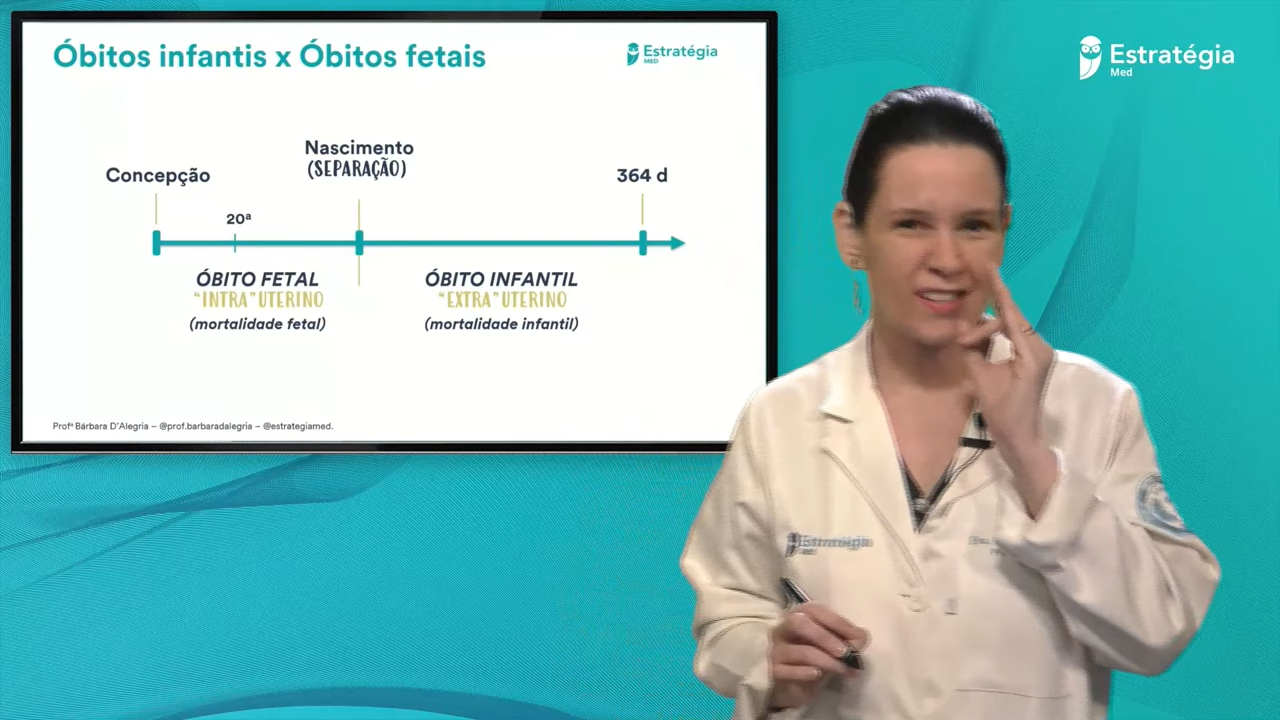 Óbitos infantis x Óbitos fetais
Estratégia
MED
Estratégia
Med
Nascimento
(SEPARAÇÃO)
Concepção
364 d
20ª
ÓBITO FETAL
"INTRA" UTERINO
(mortalidade fetal)
ÓBITO INFANTIL
"EXTRA" UTERINO
(mortalidade infantil)
Profª Bárbara D'Alegria – @prof.barbaradalegria – @estrategiamed.
Estratégia